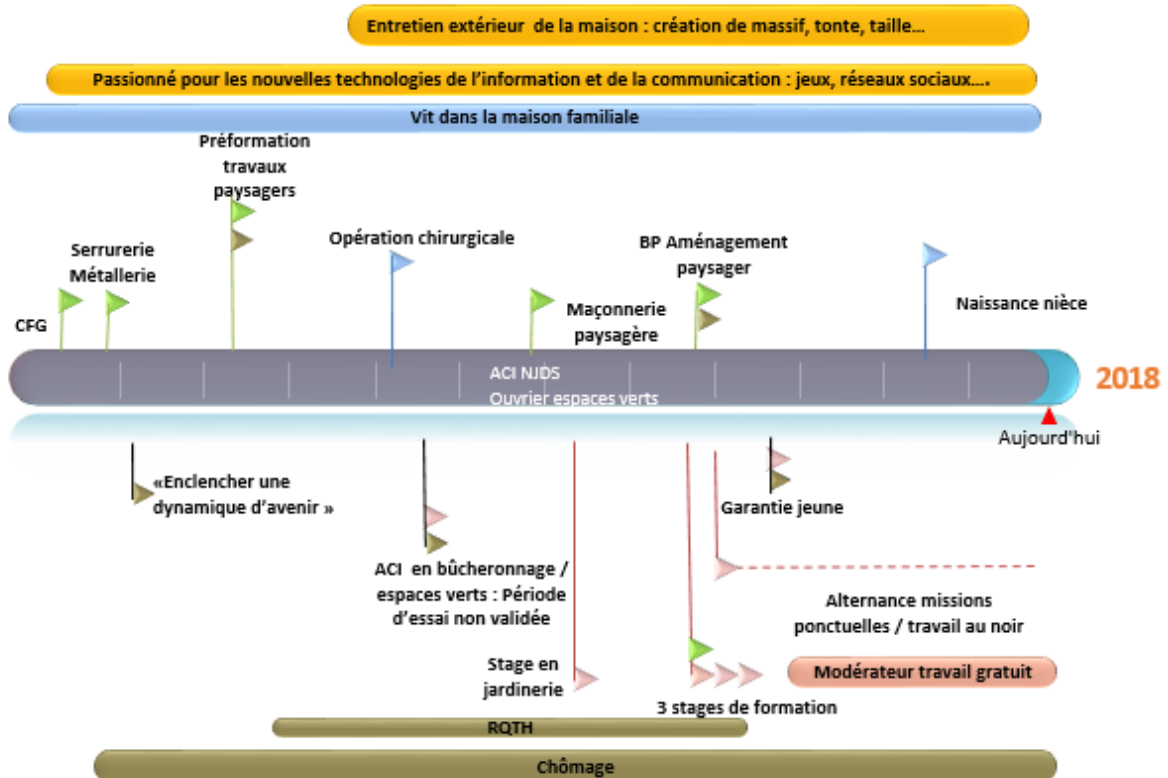 Entretien extérieur de la maison : création de massif, tonte, taille…
Passionné pour les nouvelles technologies de l'information et de la communication : jeux, réseaux sociaux….
Vit dans la maison familiale
Préformation
travaux
paysagers
Opération chirurgicale
BP Aménagement
paysager
Serrurerie
Métallerie
Naissance nièce
Maçonnerie
paysagère
CFG
ACI NJDS
Ouvrier espaces verts
2018
Aujourd'hui
«Enclencher une
dynamique d'avenir »
Garantie jeune
ACI en bûcheronnage /
espaces verts : Période
d'essai non validée
Alternance missions
ponctuelles / travail au noir
Stage en
jardinerie
Modérateur travail gratuit
3 stages de formation
RQTH
Chômage